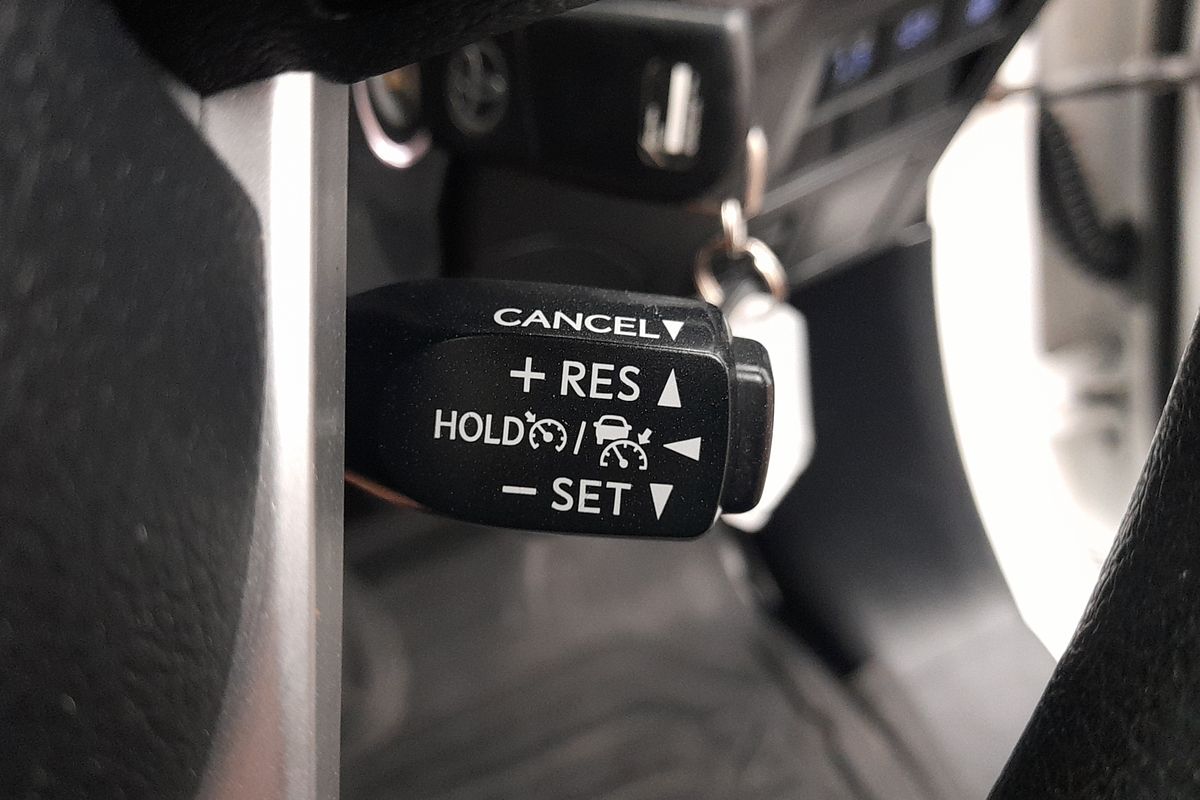 CANCEL▼
+ RES ▲
HOLD / ◀
− SET ▼